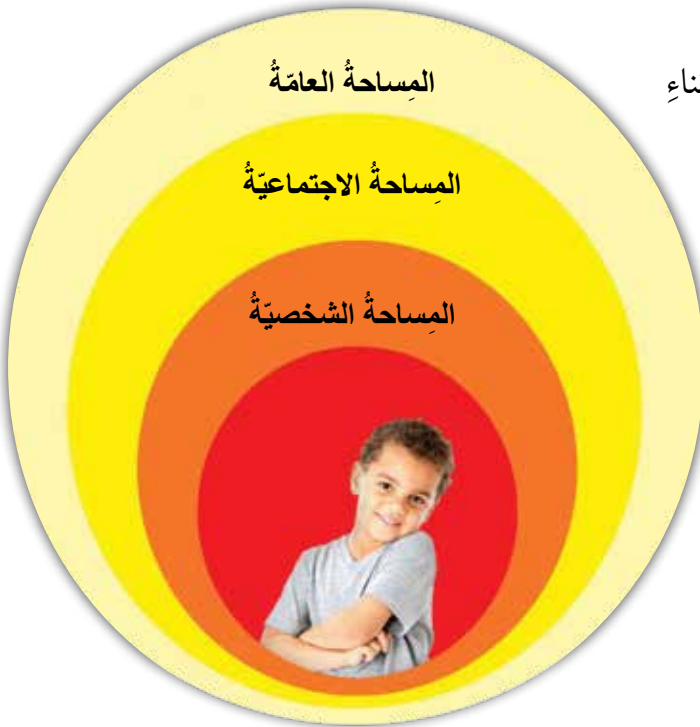 المِساحةُ العامّةُ
المِساحةُ الاجتماعيّةُ
المِساحةُ الشخصيّةُ